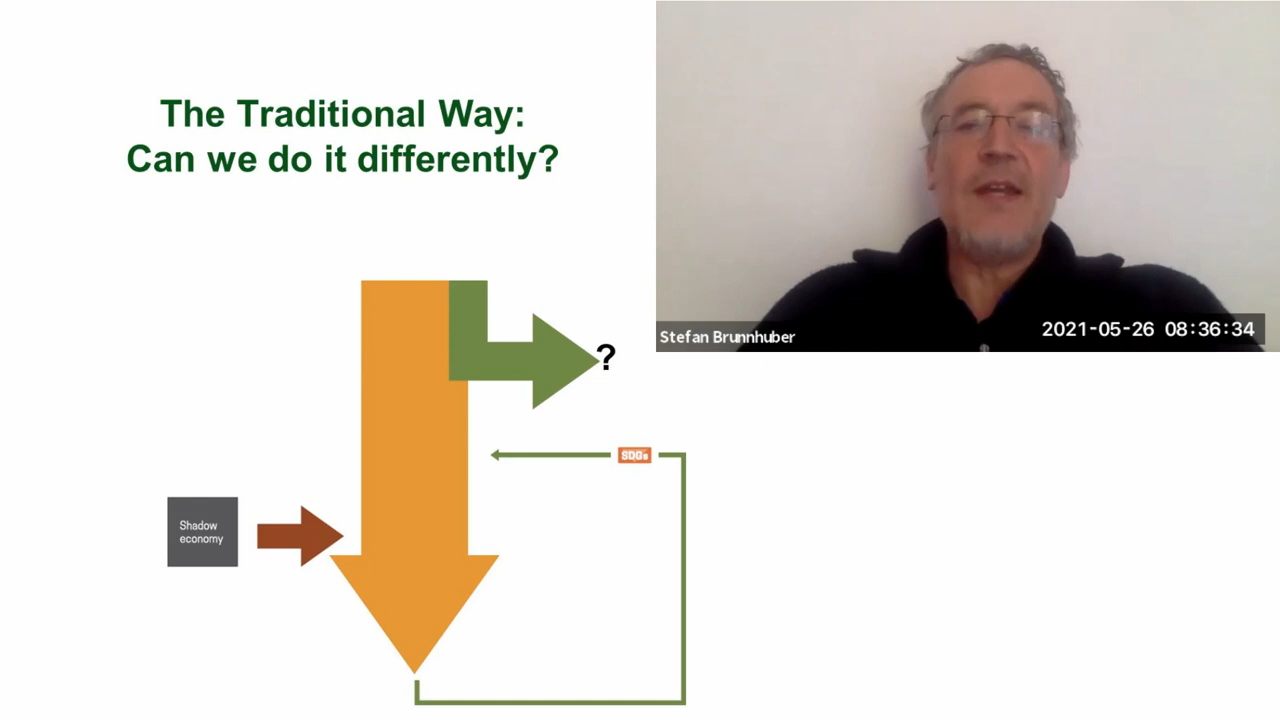 The Traditional Way:
Can we do it differently?
?
SDGs
Shadow
economy
Stefan Brunnhuber
2021-05-26 08:36:34